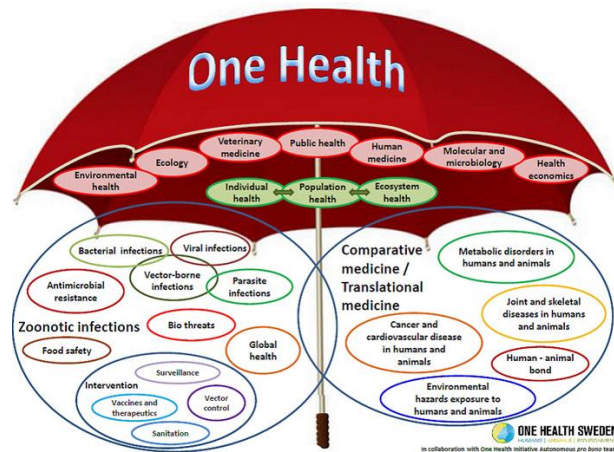 One Health
Environmental
health
Ecology
Veterinary
medicine
Public health
Human
medicine
Molecular and
microbiology
Health
economics
Individual
health
Population
health
Ecosystem
health
Bacterial infections
Viral infections
Vector-borne
infections
Antimicrobial
resistance
Parasite
infections
Zoonotic infections
Bio threats
Food safety
Global
health
Intervention
Surveillance
Vaccines and
therapeutics
Vector
control
Sanitation
Comparative
medicine /
Translational
medicine
Metabolic disorders in
humans and animals
Joint and skeletal
diseases in humans
and animals
Cancer and
cardiovascular disease
in humans and
animals
Human - animal
bond
Environmental
hazards exposure to
humans and animals
ONE HEALTH SWEDEN
In collaboration with One Health Initiative Autonomous pro bono team